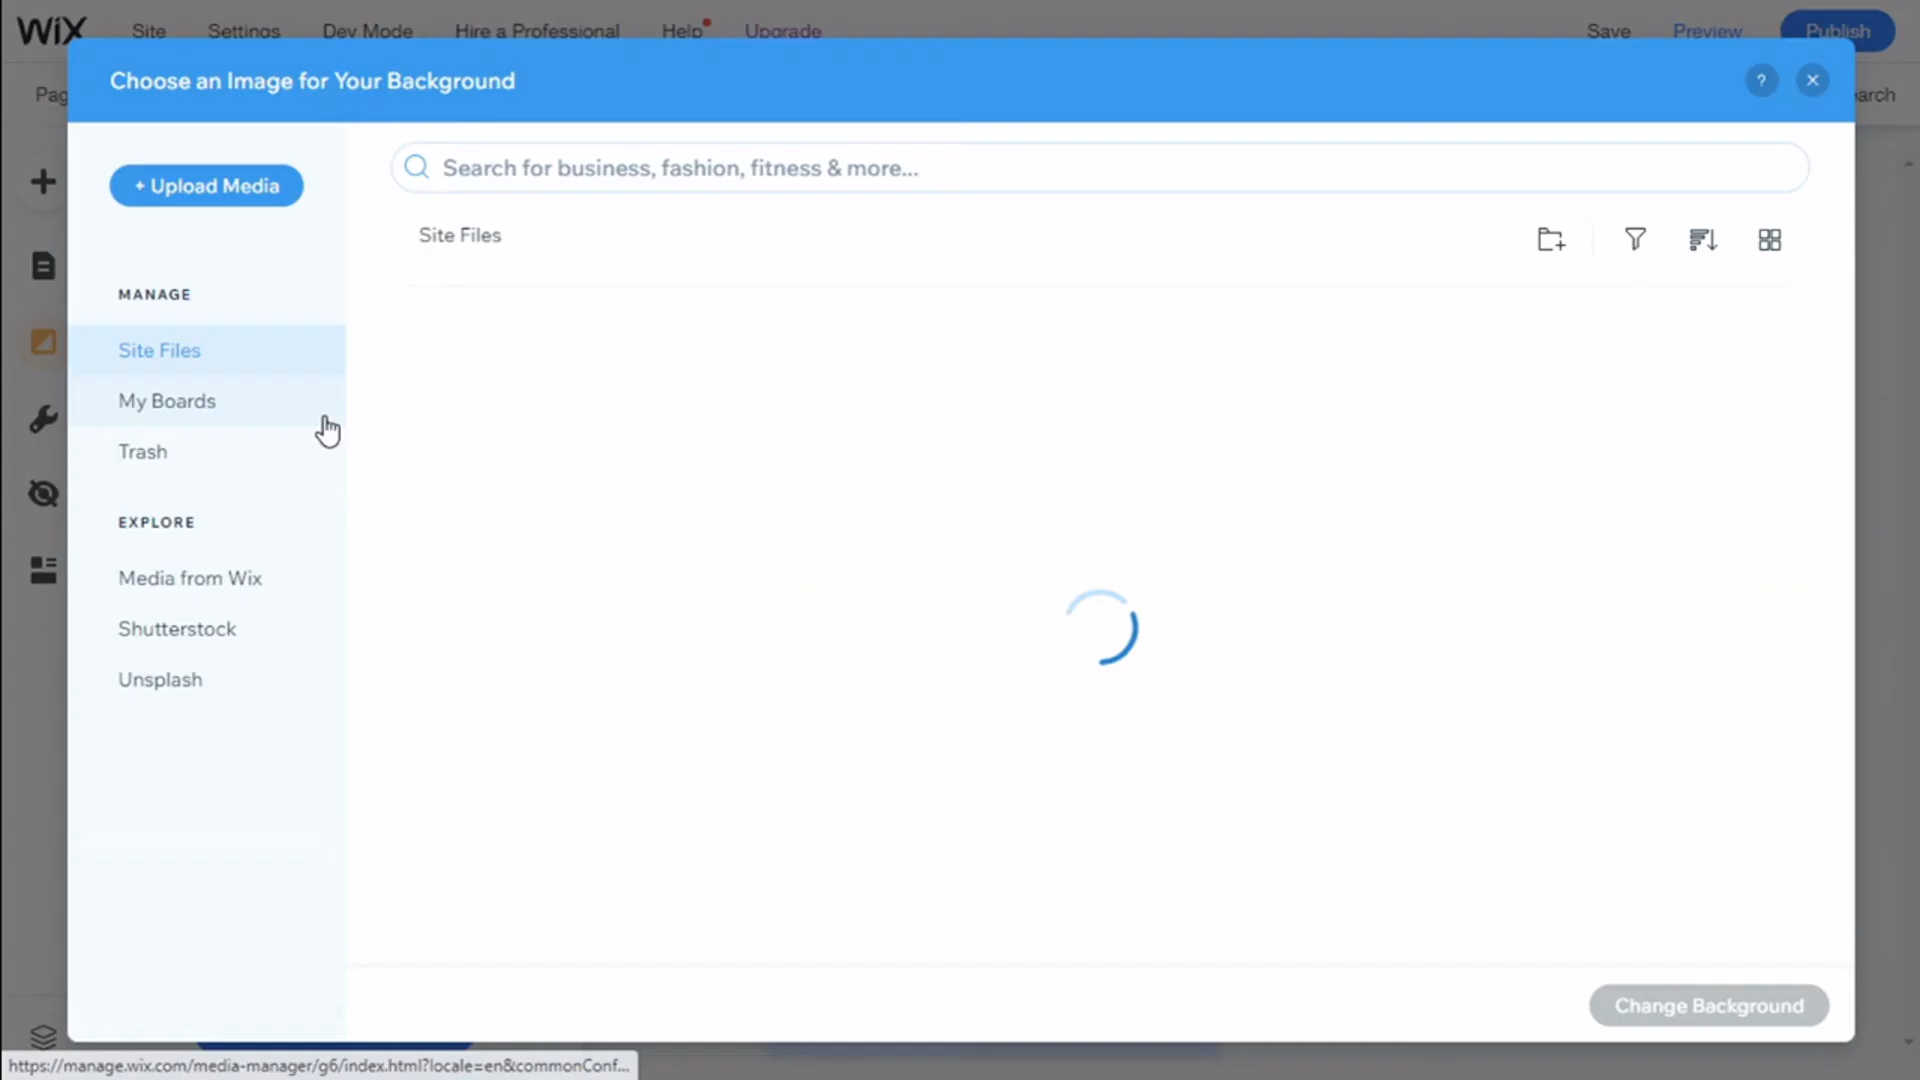 WiX Site Settings Dev Mode Hire a Professional Help Upgrade Save Preview Publish
Choose an Image for Your Background ? ×
Pag
arch
+ Upload Media
Search for business, fashion, fitness & more...
Site Files
MANAGE
Site Files
My Boards
Trash
EXPLORE
Media from Wix
Shutterstock
Unsplash
Change Background
https://manage.wix.com/media-manager/g6/index.html?locale=en&commonConf...